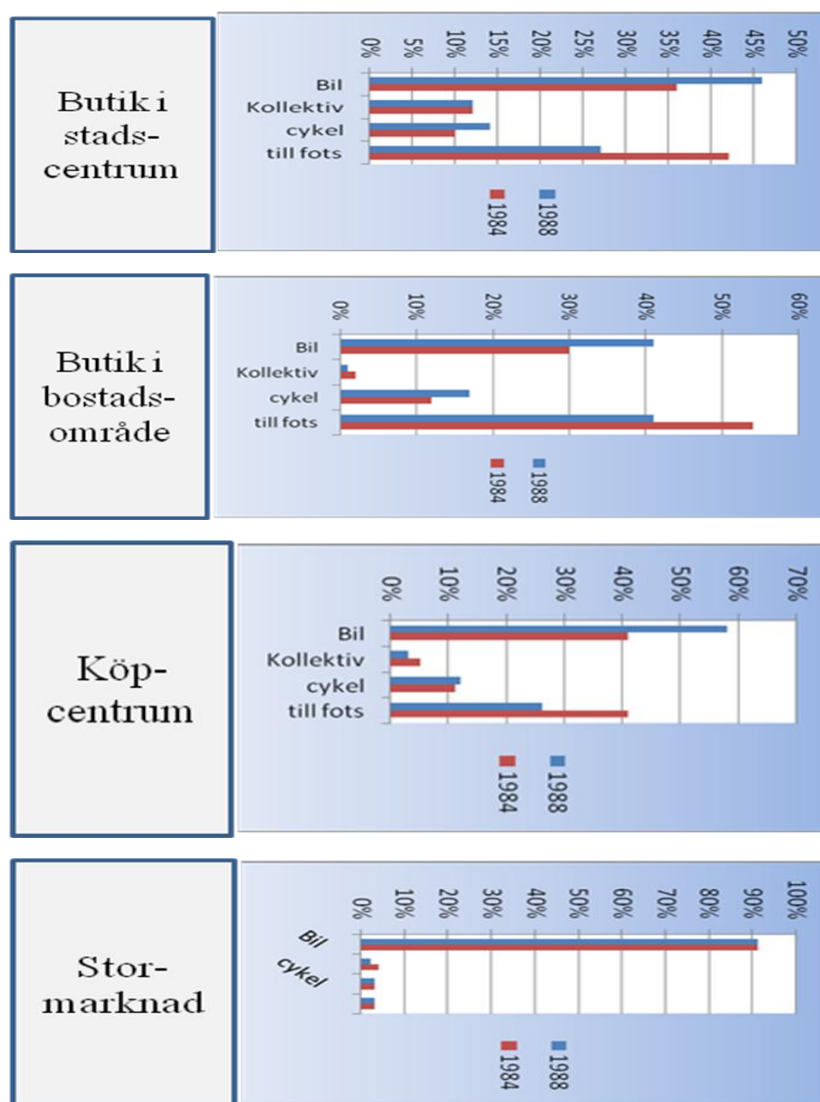 Butik i
stads-
centrum
0% 5% 10% 15% 20% 25% 30% 35% 40% 45% 50%
Bil
Kollektiv
cykel
till fots
1984 1988
Butik i
bostads-
område
0% 10% 20% 30% 40% 50% 60%
Bil
Kollektiv
cykel
till fots
1984 1988
Köp-
centrum
0% 10% 20% 30% 40% 50% 60% 70%
Bil
Kollektiv
cykel
till fots
1984 1988
Stor-
marknad
0% 10% 20% 30% 40% 50% 60% 70% 80% 90% 100%
Bil
cykel
1984 1988